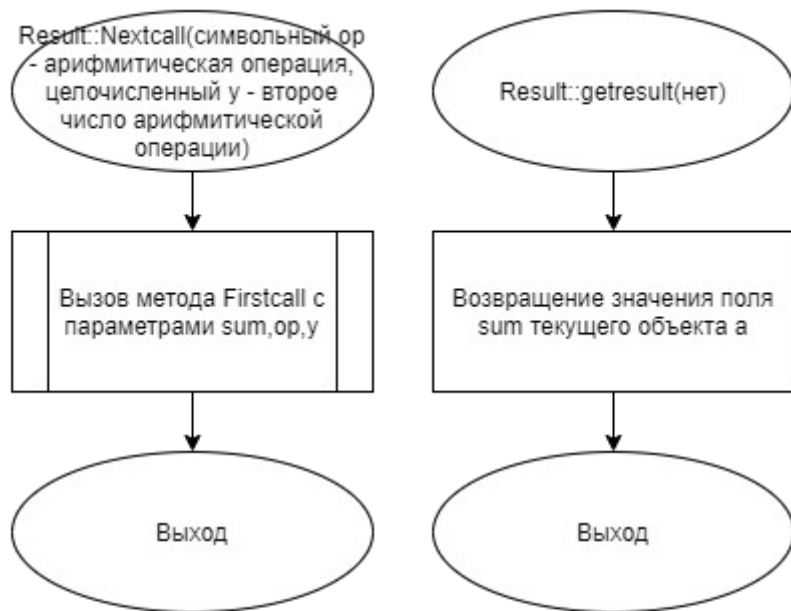 Result::Nextcall(символьный op
- арифмитическая операция,
целочисленный y - второе
число арифмитической
операции)
Вызов метода Firstcall с
параметрами sum,op,y
Выход
Result::getresult(нет)
Возвращение значения поля
sum текущего объекта a
Выход